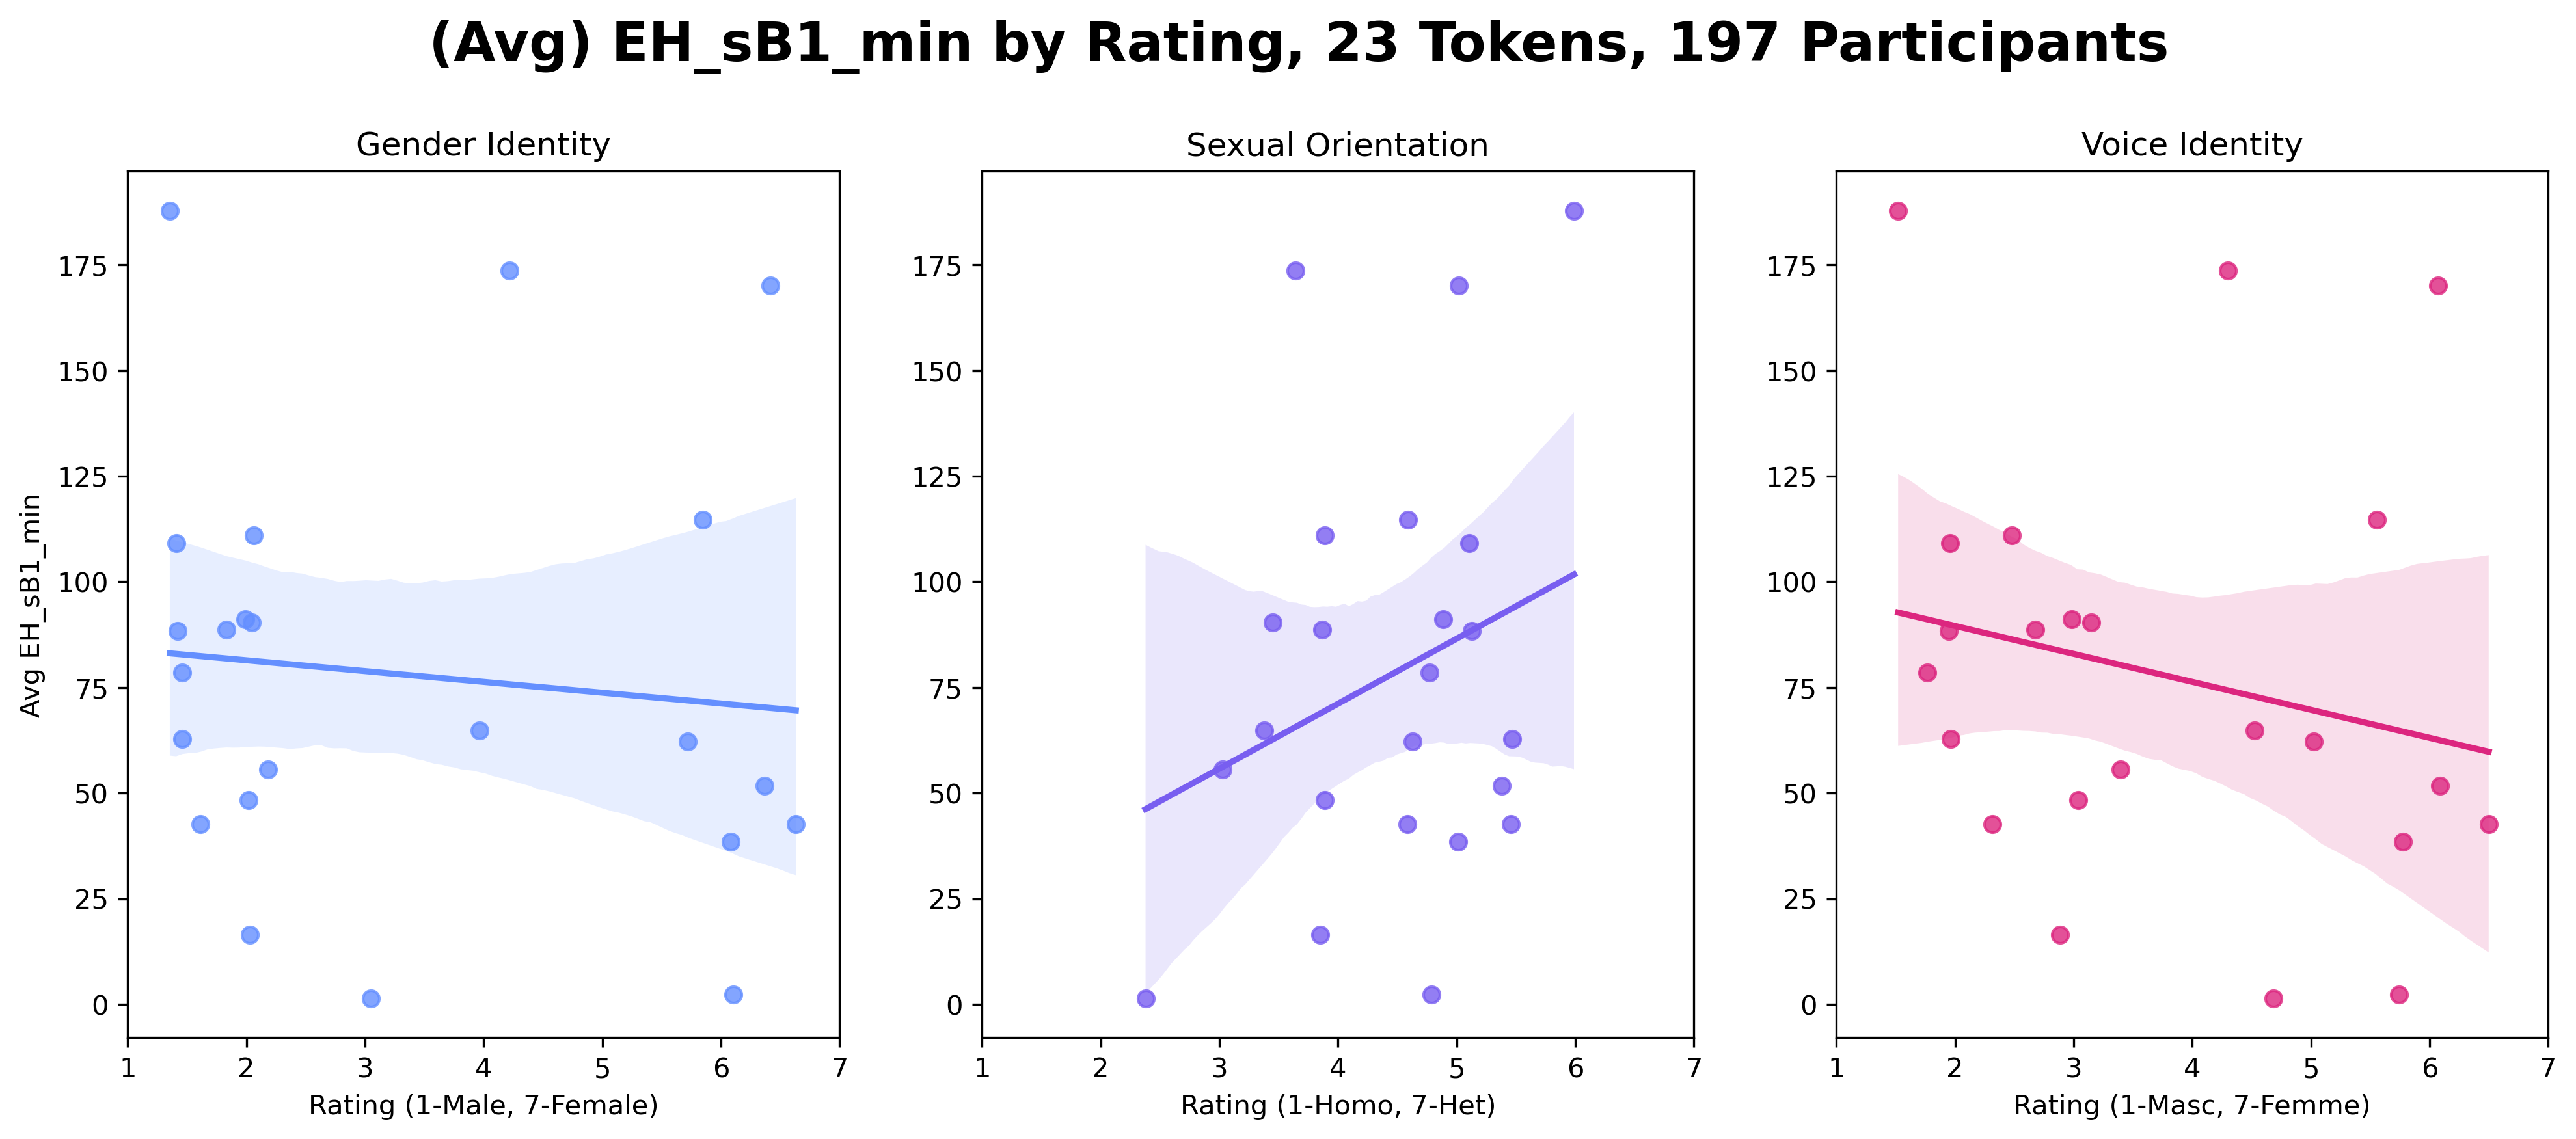 (Avg) EH_sB1_min by Rating, 23 Tokens, 197 Participants
Gender Identity
Sexual Orientation
Voice Identity
Avg EH_sB1_min
175
150
125
100
75
50
25
0
1 2 3 4 5 6 7
Rating (1-Male, 7-Female)
175
150
125
100
75
50
25
0
1 2 3 4 5 6 7
Rating (1-Homo, 7-Het)
175
150
125
100
75
50
25
0
1 2 3 4 5 6 7
Rating (1-Masc, 7-Femme)